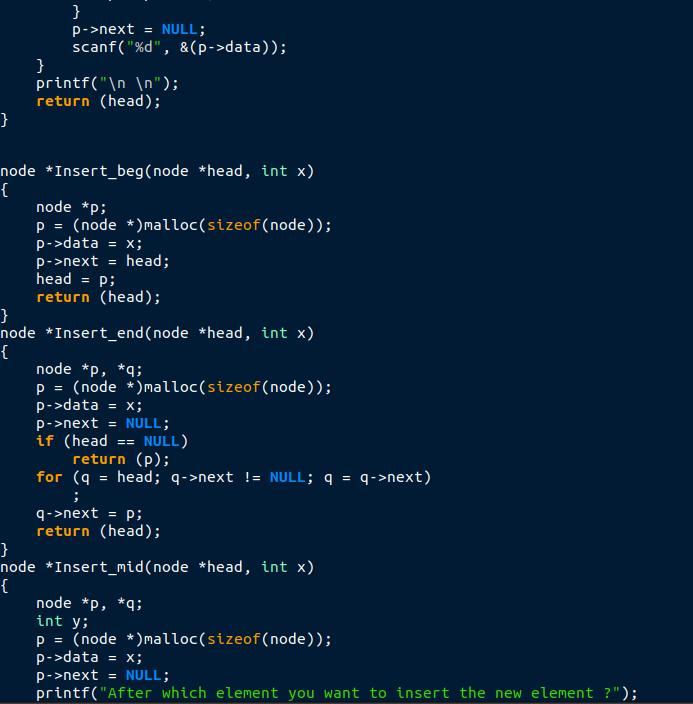 }
        p->next = NULL;
        scanf("%d", &(p->data));
    }
    printf("\n \n");
    return (head);
}
node *Insert_beg(node *head, int x)
{
    node *p;
    p = (node *)malloc(sizeof(node));
    p->data = x;
    p->next = head;
    head = p;
    return (head);
}
node *Insert_end(node *head, int x)
{
    node *p, *q;
    p = (node *)malloc(sizeof(node));
    p->data = x;
    p->next = NULL;
    if (head == NULL)
        return (p);
    for (q = head; q->next != NULL; q = q->next)
        ;
    q->next = p;
    return (head);
}
node *Insert_mid(node *head, int x)
{
    node *p, *q;
    int y;
    p = (node *)malloc(sizeof(node));
    p->data = x;
    p->next = NULL;
    printf("After which element you want to insert the new element ?");